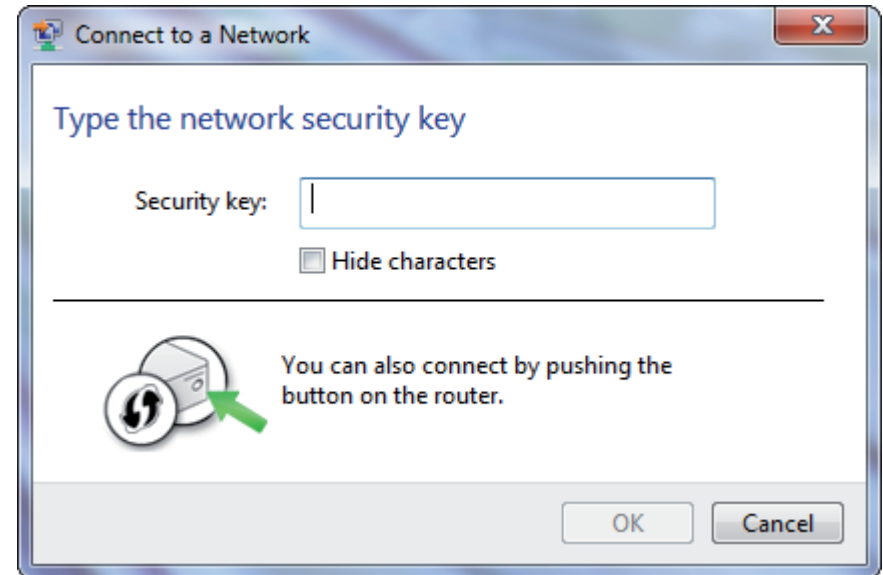 Connect to a Network
Type the network security key
Security key:
Hide characters
You can also connect by pushing the
button on the router.
OK
Cancel